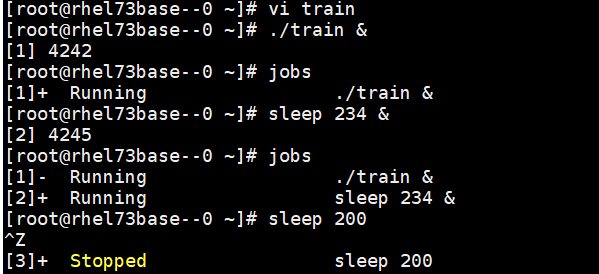 [root@rhel73base--0 ~]# vi train
[root@rhel73base--0 ~]# ./train &
[1] 4242
[root@rhel73base--0 ~]# jobs
[1]+  Running                 ./train &
[root@rhel73base--0 ~]# sleep 234 &
[2] 4245
[root@rhel73base--0 ~]# jobs
[1]-  Running                 ./train &
[2]+  Running                 sleep 234 &
[root@rhel73base--0 ~]# sleep 200
^Z
[3]+  Stopped                 sleep 200